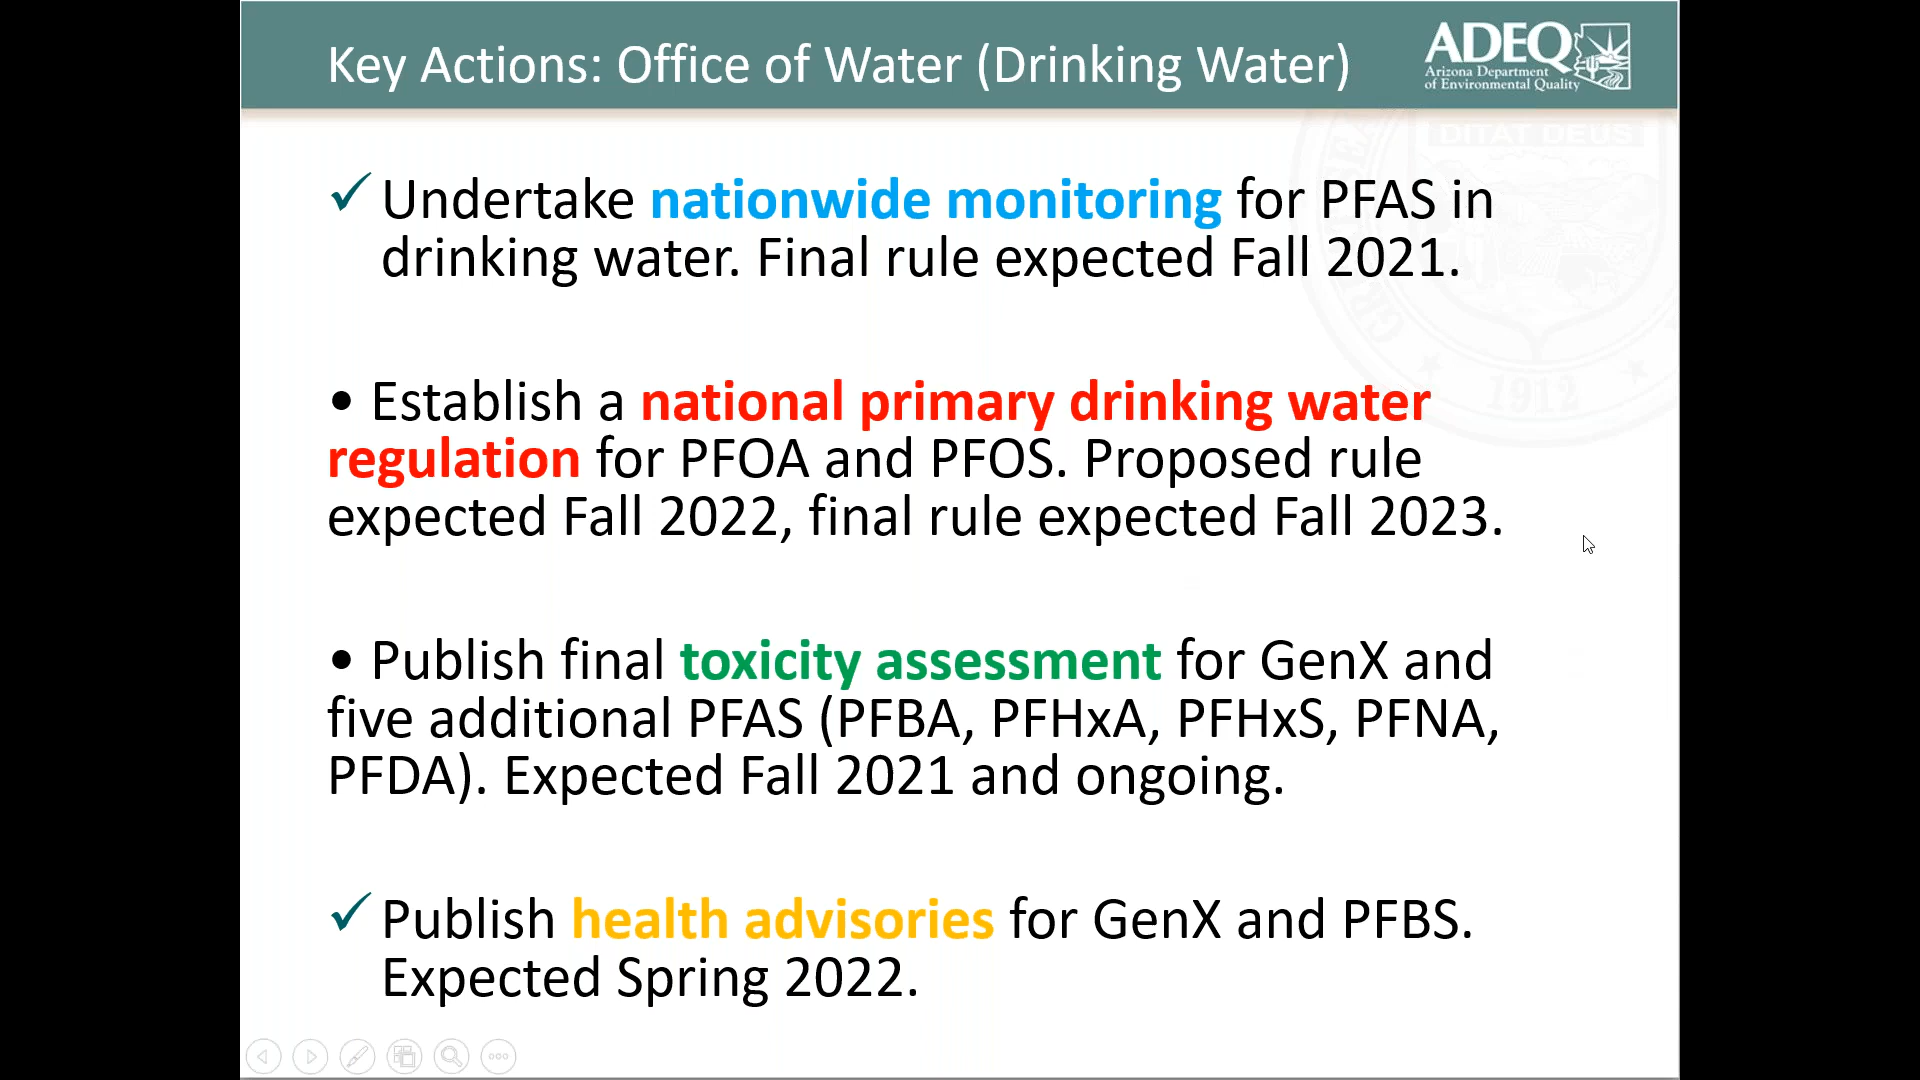 Key Actions: Office of Water (Drinking Water)
ADEQ
Arizona Department
of Environmental Quality
DITAT DEUS
✓ Undertake nationwide monitoring for PFAS in
drinking water. Final rule expected Fall 2021.
• Establish a national primary drinking water
regulation for PFOA and PFOS. Proposed rule
expected Fall 2022, final rule expected Fall 2023.
1912
• Publish final toxicity assessment for GenX and
five additional PFAS (PFBA, PFHxA, PFHxS, PFNA,
PFDA). Expected Fall 2021 and ongoing.
✓ Publish health advisories for GenX and PFBS.
Expected Spring 2022.